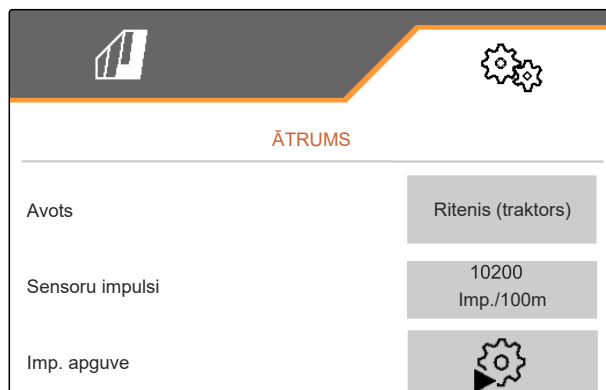 ĀTRUMS
Avots
Ritenis (traktors)
Sensoru impulsi
10200
Imp./100m
Imp. apguve